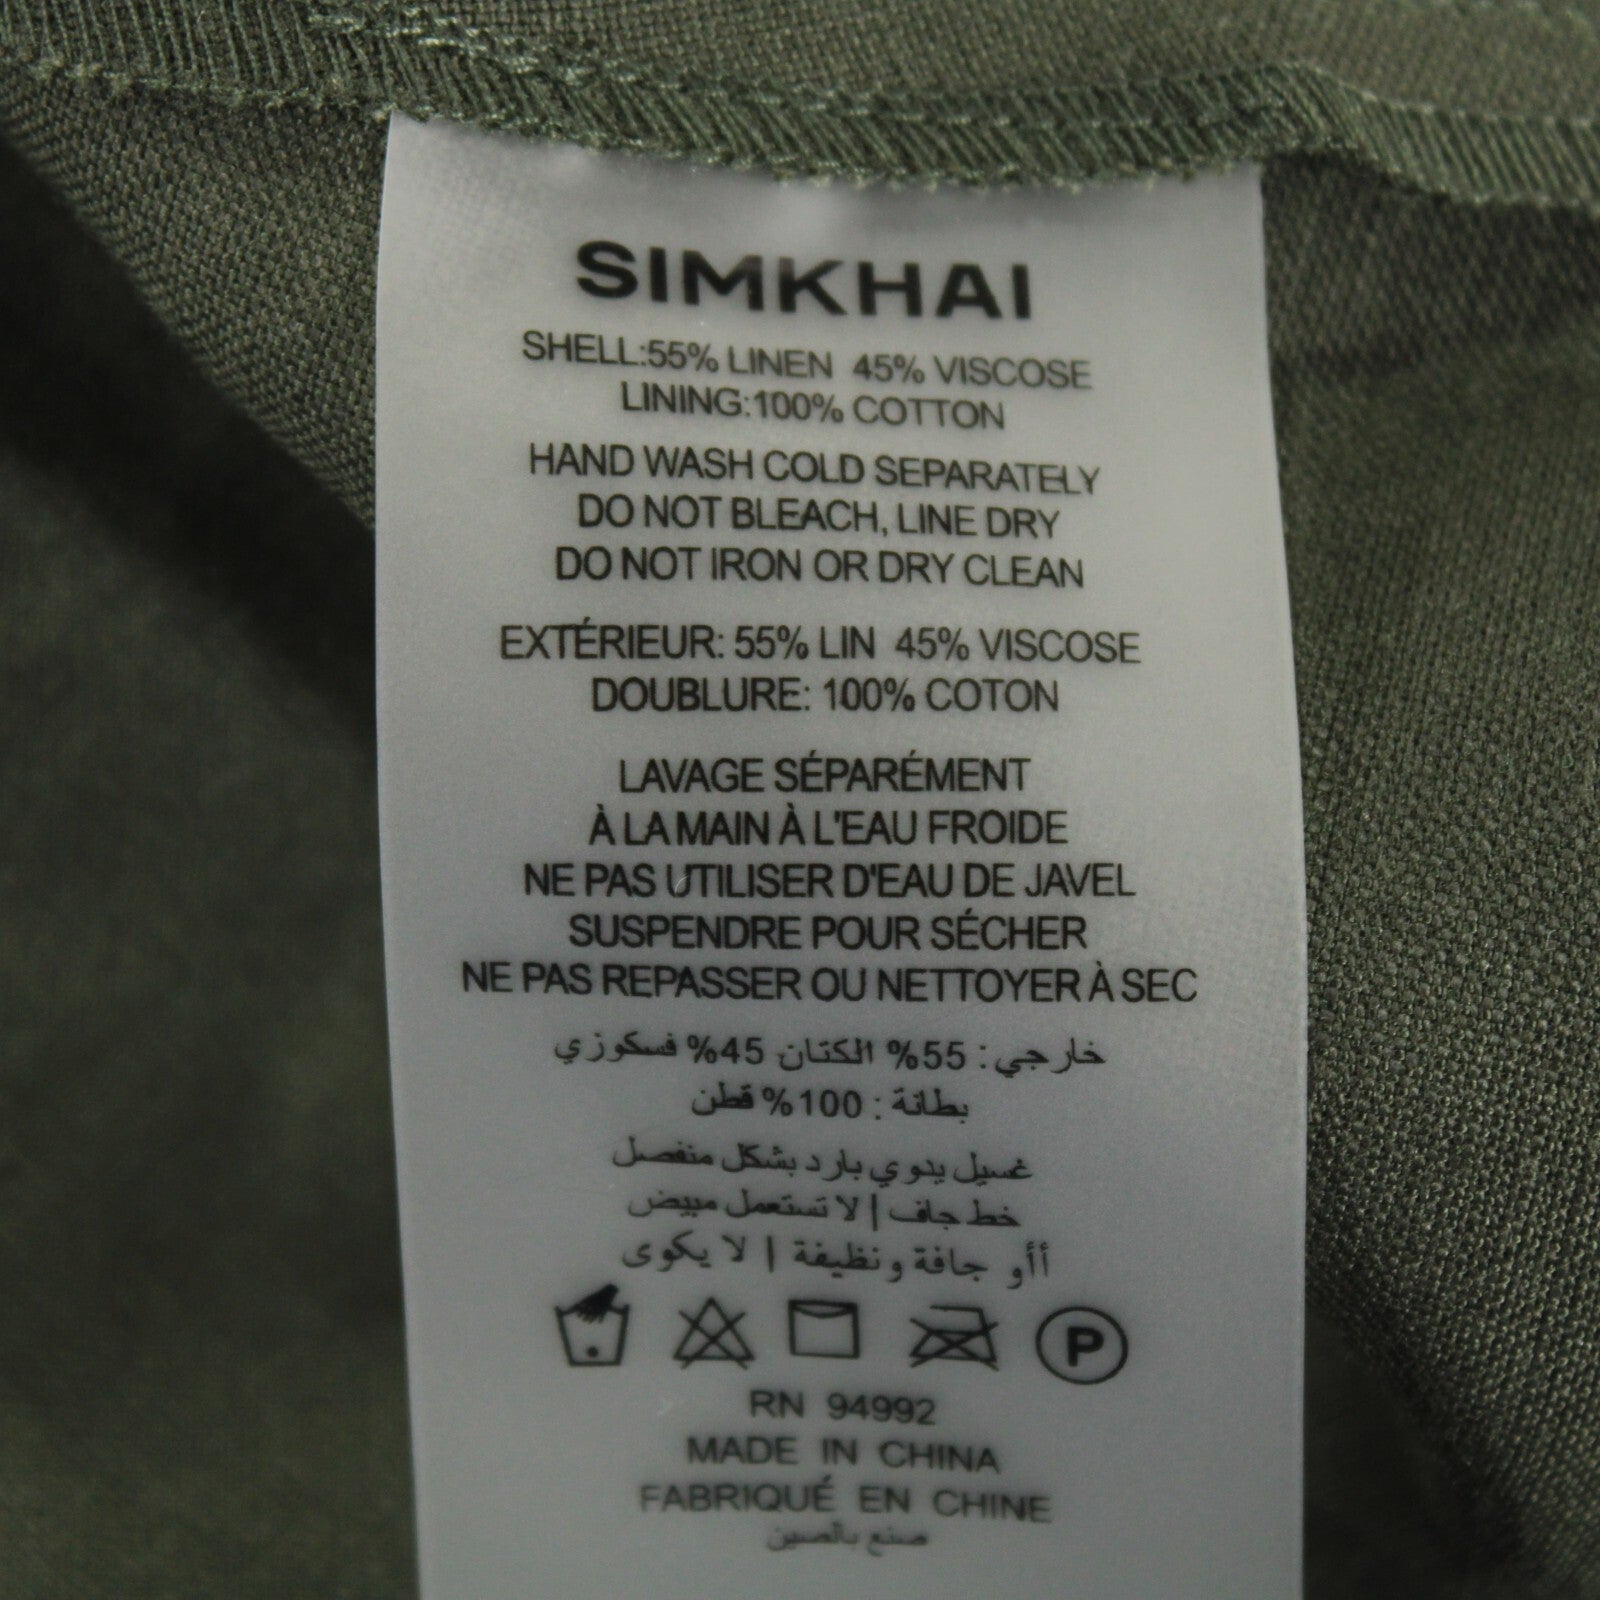 SIMKHAI
SHELL:55% LINEN 45% VISCOSE
LINING:100% COTTON
HAND WASH COLD SEPARATELY
DO NOT BLEACH, LINE DRY
DO NOT IRON OR DRY CLEAN
EXTÉRIEUR: 55% LIN 45% VISCOSE
DOUBLURE: 100% COTON
LAVAGE SÉPARÉMENT
À LA MAIN À L'EAU FROIDE
NE PAS UTILISER D'EAU DE JAVEL
SUSPENDRE POUR SÉCHER
NE PAS REPASSER OU NETTOYER À SEC
خارجي: 55% الكتان 45% فسكوزي
بطانة: 100% قطن
غسيل يدوي بارد بشكل منفصل
خط جاف | لا تستعمل مبيض
أأو جافة ونظيفة | لا يكوى
P
RN 94992
MADE IN CHINA
FABRIQUÉ EN CHINE
صنع بالصين